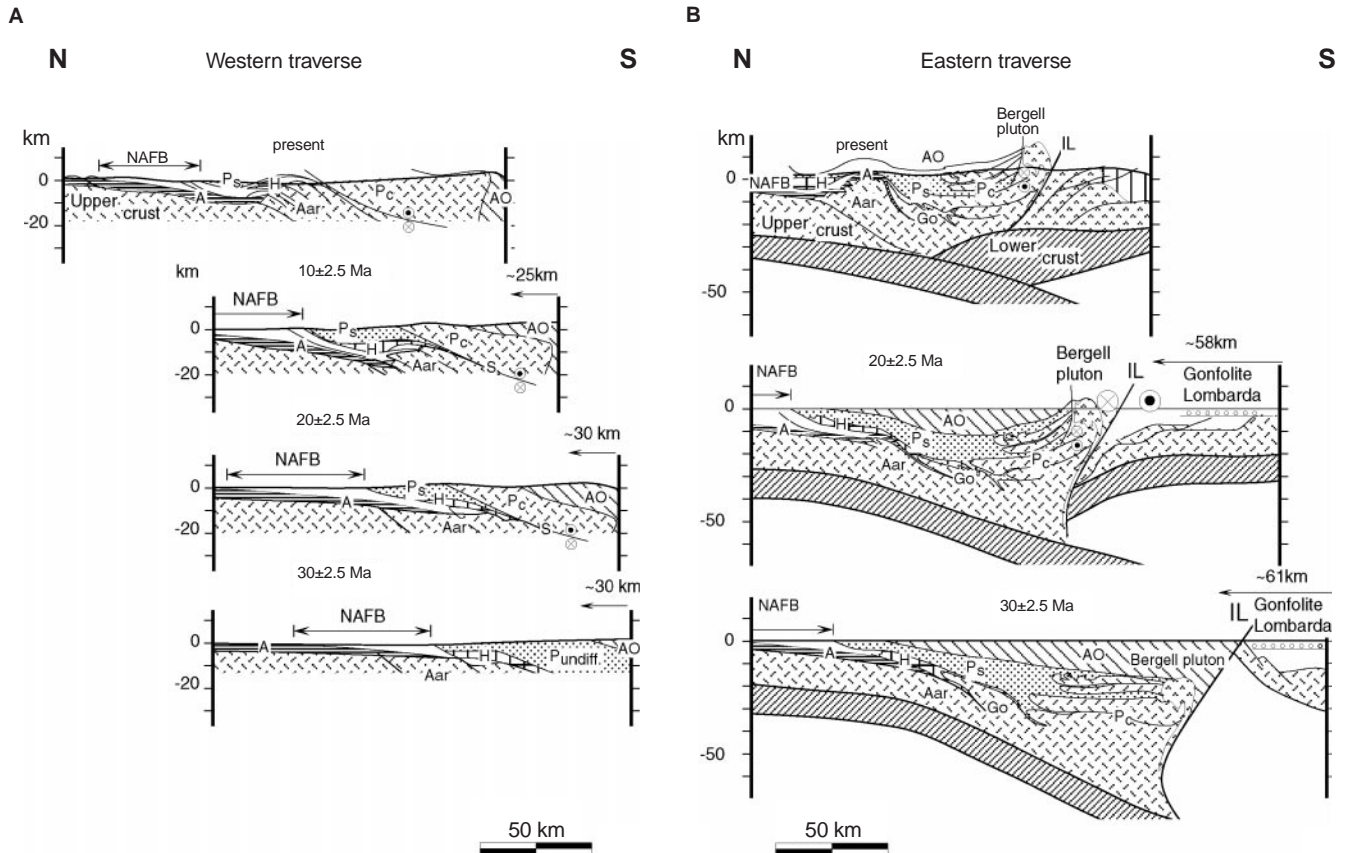 A
N Western traverse S
km
present
NAFB
0
-20
Ps
H
A
Aar
Pc
AO
Upper
crust
10±2.5 Ma
km
~25km
NAFB
0
-20
A
Ps
H
Aar
Pc
S
AO
20±2.5 Ma
~30 km
NAFB
0
-20
A
Ps
H
Aar
Pc
S
AO
30±2.5 Ma
~30 km
NAFB
0
-20
A
H
Aar
Pundiff.
AO
50 km
B
N Eastern traverse S
km
present
Bergell
pluton
IL
AO
0
-50
NAFB
H
A
Aar
Ps
Pc
Go
Upper
crust
Lower
crust
20±2.5 Ma
~58km
NAFB
Bergell
pluton
IL
Gonfolite
Lombarda
0
-50
A
H
AO
Ps
Pc
Aar
Go
30±2.5 Ma
~61km
NAFB
IL
Gonfolite
Lombarda
0
-50
A
H
Ps
AO
Bergell pluton
Aar
Go
Pc
50 km